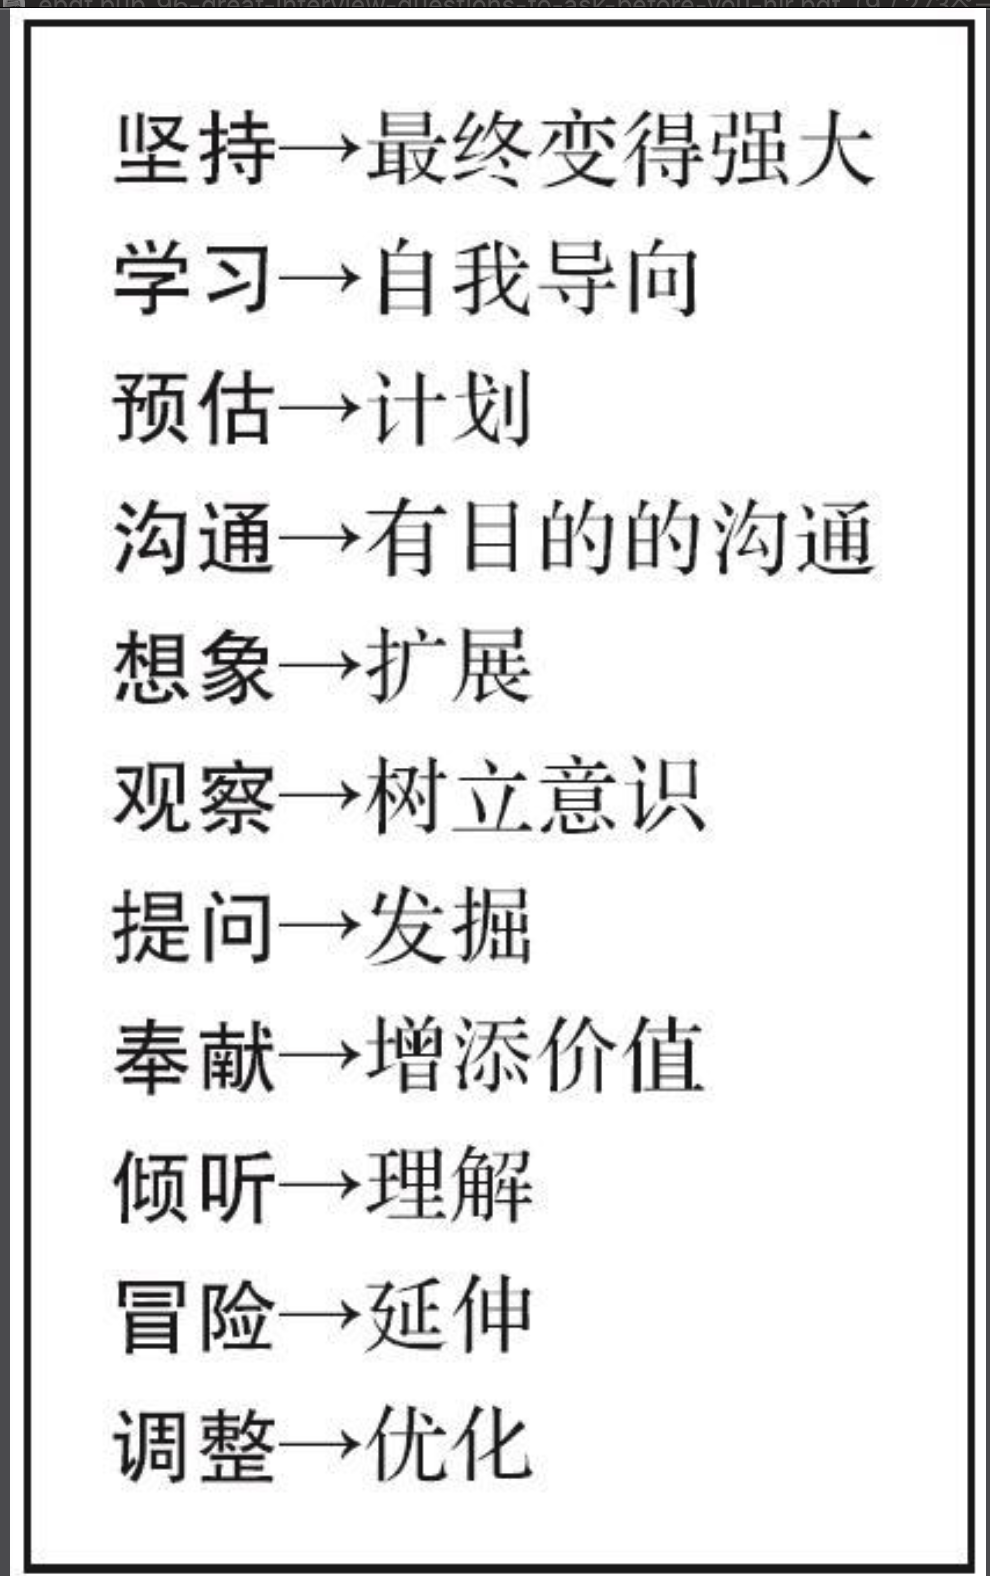 坚持→最终变得强大
学习→自我导向
预估→计划
沟通→有目的的沟通
想象→扩展
观察→树立意识
提问→发掘
奉献→增添价值
倾听→理解
冒险→延伸
调整→优化